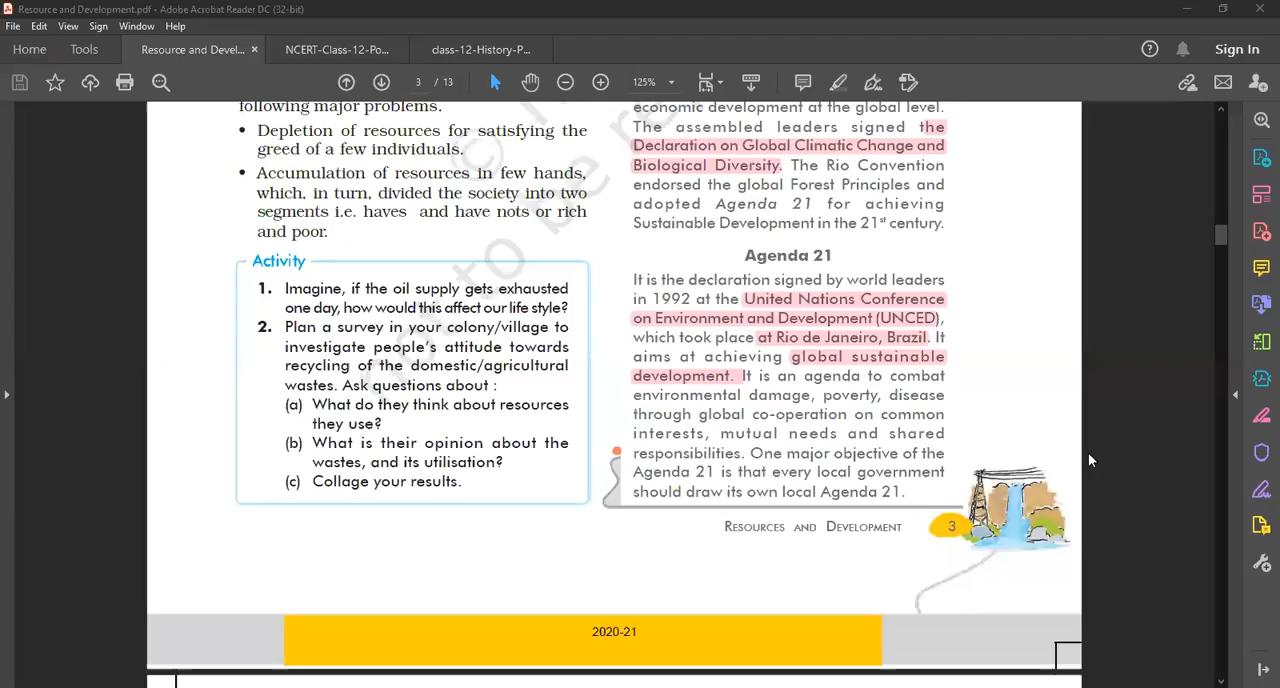 Resource and Development.pdf - Adobe Acrobat Reader DC (32-bit)
File Edit View Sign Window Help
Home Tools Resource and Devel... × NCERT-Class-12-Po... class-12-History-P... Sign In
3 / 13 125%
following major problems.
• Depletion of resources for satisfying the
greed of a few individuals.
• Accumulation of resources in few hands,
which, in turn, divided the society into two
segments i.e. haves and have nots or rich
and poor.
Activity
1. Imagine, if the oil supply gets exhausted
one day, how would this affect our life style?
2. Plan a survey in your colony/village to
investigate people's attitude towards
recycling of the domestic/agricultural
wastes. Ask questions about :
(a) What do they think about resources
they use?
(b) What is their opinion about the
wastes, and its utilisation?
(c) Collage your results.
economic development at the global level.
The assembled leaders signed the
Declaration on Global Climatic Change and
Biological Diversity. The Rio Convention
endorsed the global Forest Principles and
adopted Agenda 21 for achieving
Sustainable Development in the 21st century.
Agenda 21
It is the declaration signed by world leaders
in 1992 at the United Nations Conference
on Environment and Development (UNCED),
which took place at Rio de Janeiro, Brazil. It
aims at achieving global sustainable
development. It is an agenda to combat
environmental damage, poverty, disease
through global co-operation on common
interests, mutual needs and shared
responsibilities. One major objective of the
Agenda 21 is that every local government
should draw its own local Agenda 21.
RESOURCES AND DEVELOPMENT 3
2020-21